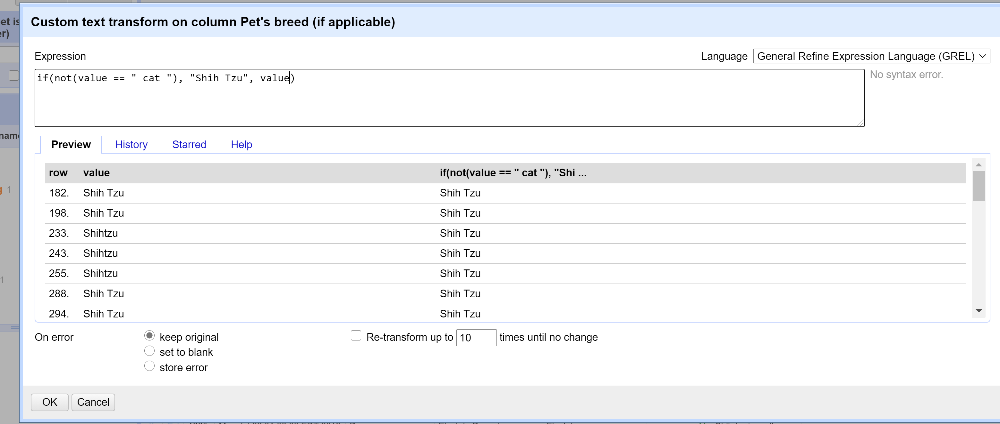 et is
er)
name
g 1
1
Custom text transform on column Pet's breed (if applicable)
Expression
Language General Refine Expression Language (GREL)
if(not(value == " cat "), "Shih Tzu", value)
No syntax error.
Preview History Starred Help
row value if(not(value == " cat "), "Shi ...
182. Shih Tzu Shih Tzu
198. Shih Tzu Shih Tzu
233. Shihtzu Shih Tzu
243. Shihtzu Shih Tzu
255. Shihtzu Shih Tzu
288. Shih Tzu Shih Tzu
294. Shih Tzu Shih Tzu
On error keep original Re-transform up to 10 times until no change
set to blank
store error
OK Cancel